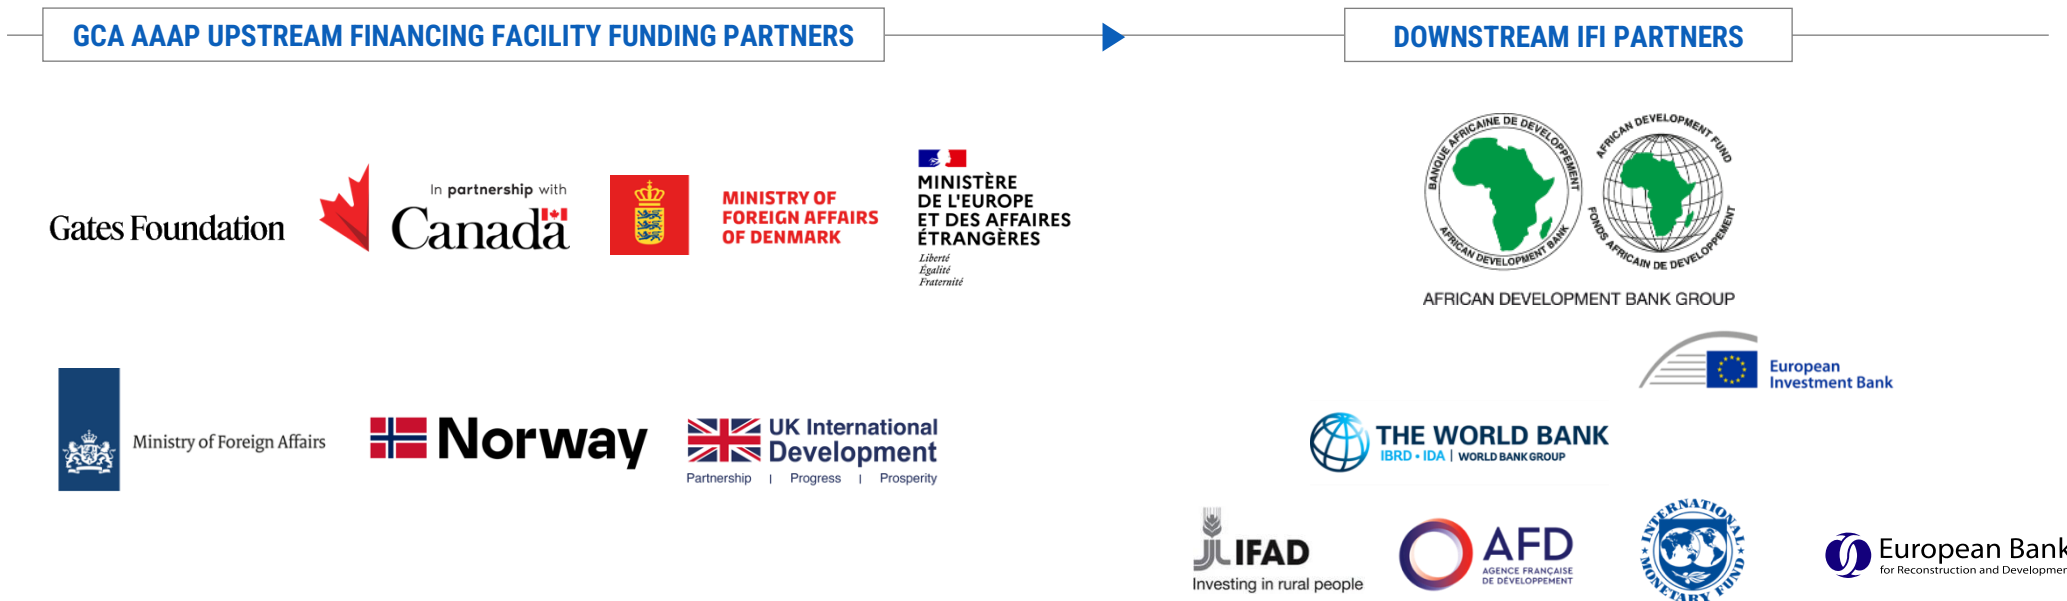 GCA AAAP UPSTREAM FINANCING FACILITY FUNDING PARTNERS
DOWNSTREAM IFI PARTNERS
Gates Foundation
In partnership with
Canada
MINISTRY OF
FOREIGN AFFAIRS
OF DENMARK
MINISTÈRE
DE L'EUROPE
ET DES AFFAIRES
ÉTRANGÈRES
Liberté
Égalité
Fraternité
BANQUE AFRICAINE DE DEVELOPPEMENT
AFRICAN DEVELOPMENT BANK
AFRICAN DEVELOPMENT FUND
FONDS AFRICAIN DE DEVELOPPEMENT
AFRICAN DEVELOPMENT BANK GROUP
Ministry of Foreign Affairs
Norway
UK International
Development
Partnership | Progress | Prosperity
European
Investment Bank
THE WORLD BANK
IBRD • IDA | WORLD BANK GROUP
IFAD
Investing in rural people
AFD
AGENCE FRANÇAISE
DE DÉVELOPPEMENT
INTERNATIONAL
MONETARY FUND
European Bank
for Reconstruction and Developmen